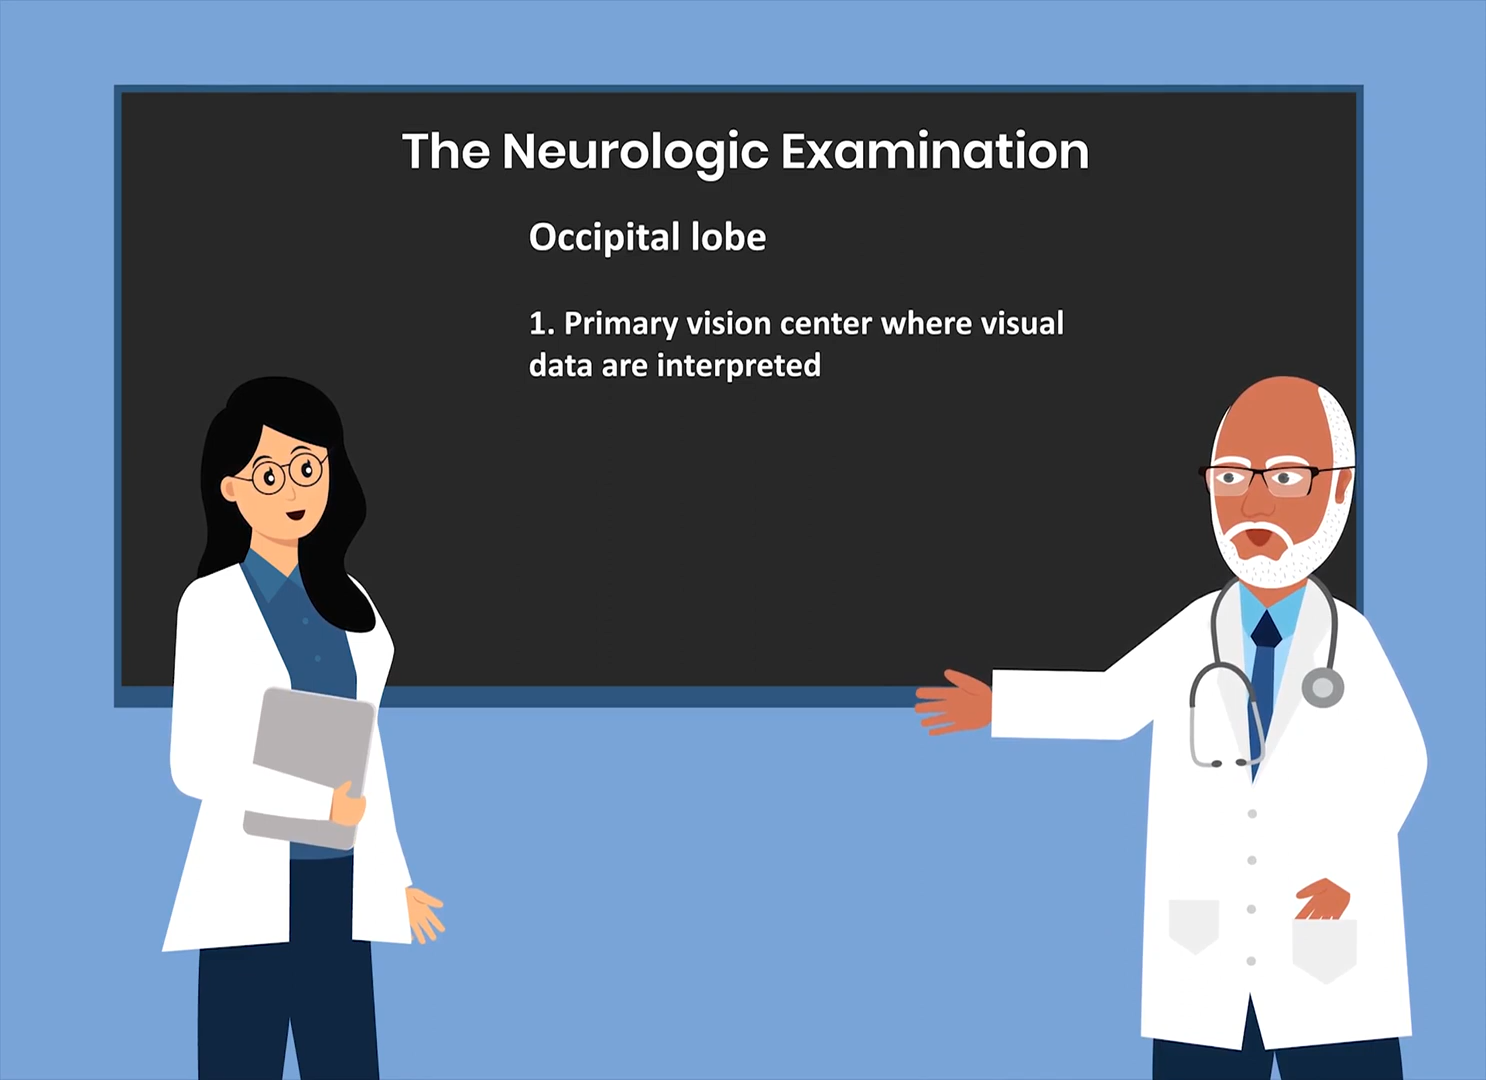 The Neurologic Examination
Occipital lobe
1. Primary vision center where visual
data are interpreted